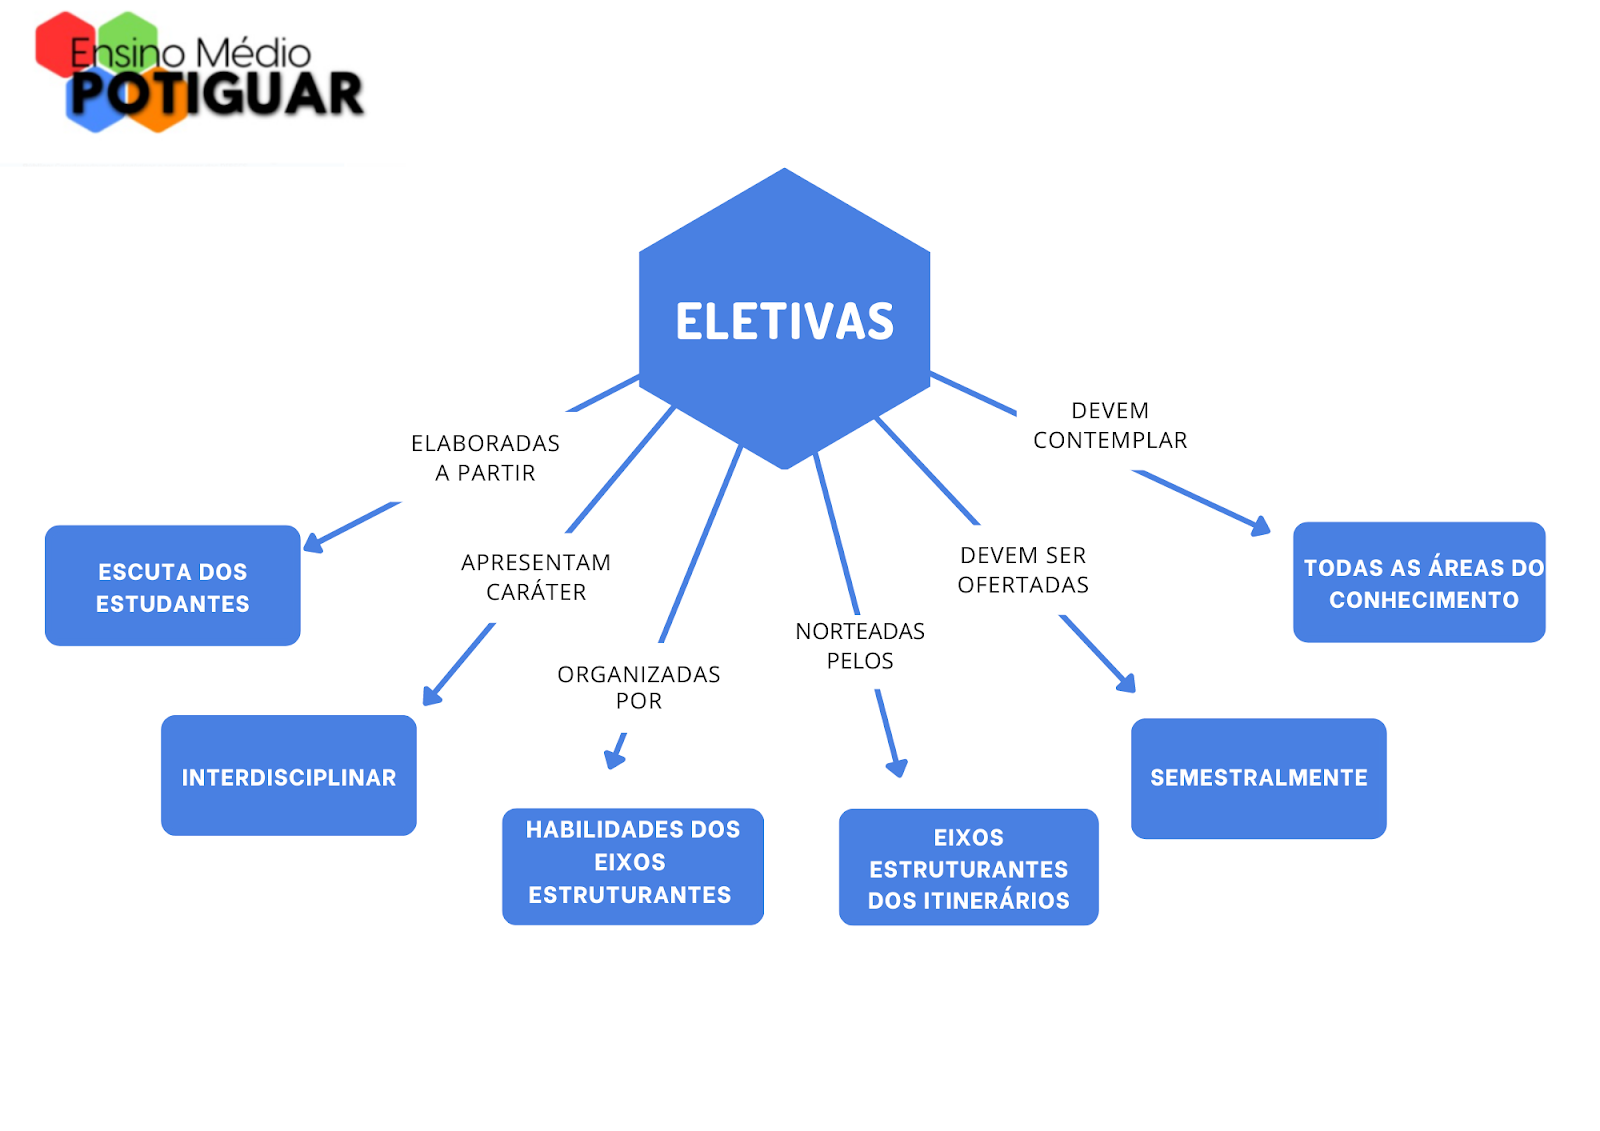 Ensino Médio
POTIGUAR
ELETIVAS
ELABORADAS
A PARTIR
ESCUTA DOS
ESTUDANTES
APRESENTAM
CARÁTER
INTERDISCIPLINAR
ORGANIZADAS
POR
HABILIDADES DOS
EIXOS
ESTRUTURANTES
NORTEADAS
PELOS
EIXOS
ESTRUTURANTES
DOS ITINERÁRIOS
DEVEM SER
OFERTADAS
SEMESTRALMENTE
DEVEM
CONTEMPLAR
TODAS AS ÁREAS DO
CONHECIMENTO